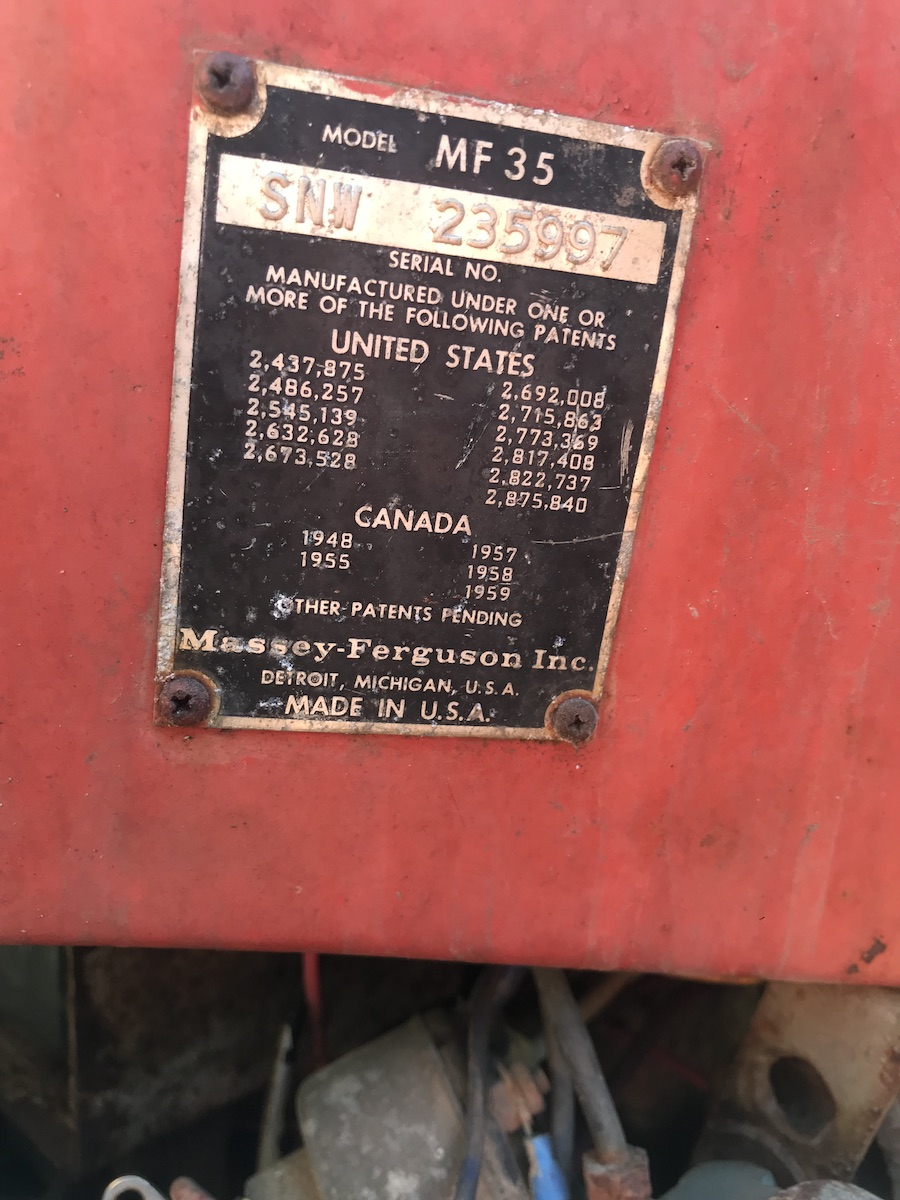 MODEL MF 35
SNW 235997
SERIAL NO.
MANUFACTURED UNDER ONE OR
MORE OF THE FOLLOWING PATENTS
UNITED STATES
2,437,875
2,486,257
2,545,139
2,632,628
2,673,528
2,692,008
2,715,863
2,773,369
2,817,408
2,822,737
2,875,840
CANADA
1948
1955
1957
1958
1959
OTHER PATENTS PENDING
Massey-Ferguson Inc.
DETROIT, MICHIGAN, U.S.A.
MADE IN U.S.A.